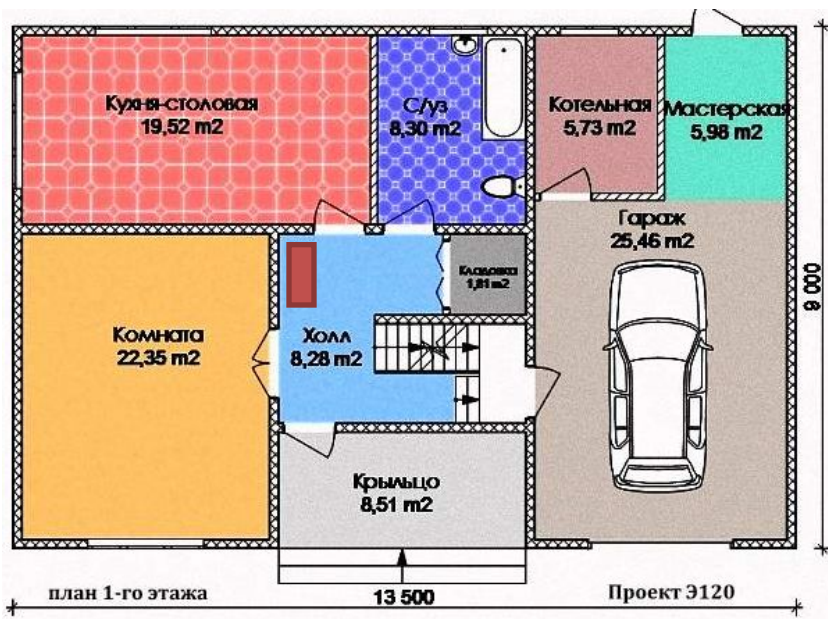 Кухня-столовая
19,52 m2
С/уз
8,30 m2
Котельная
5,73 m2
Мастерская
5,98 m2
Гараж
25,46 m2
Кладовка
1,81 m2
Комната
22,35 m2
Холл
8,28 m2
Крыльцо
8,51 m2
9 000
план 1-го этажа
13 500
Проект Э120